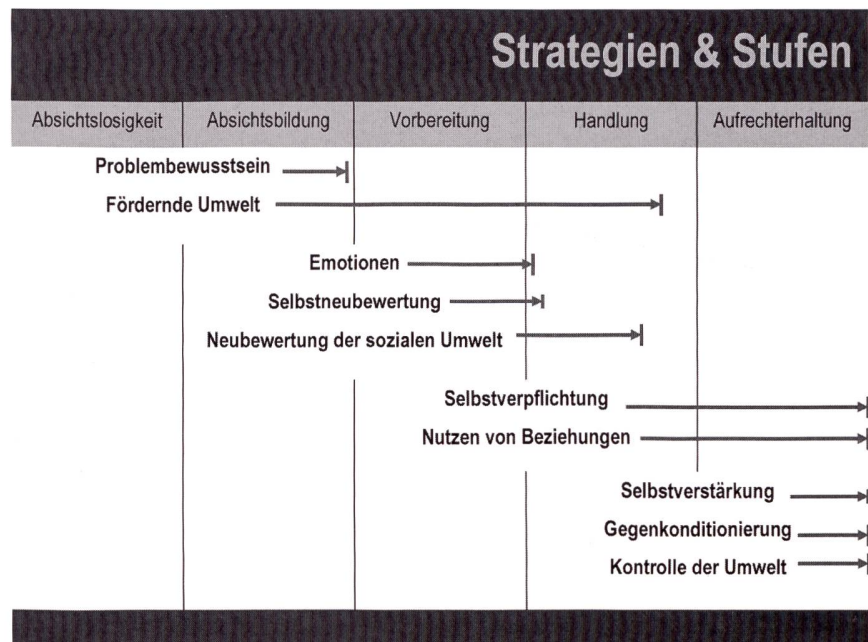 Strategien & Stufen
Absichtslosigkeit
Absichtsbildung
Vorbereitung
Handlung
Aufrechterhaltung
Problembewusstsein
Fördernde Umwelt
Emotionen
Selbstneubewertung
Neubewertung der sozialen Umwelt
Selbstverpflichtung
Nutzen von Beziehungen
Selbstverstärkung
Gegenkonditionierung
Kontrolle der Umwelt